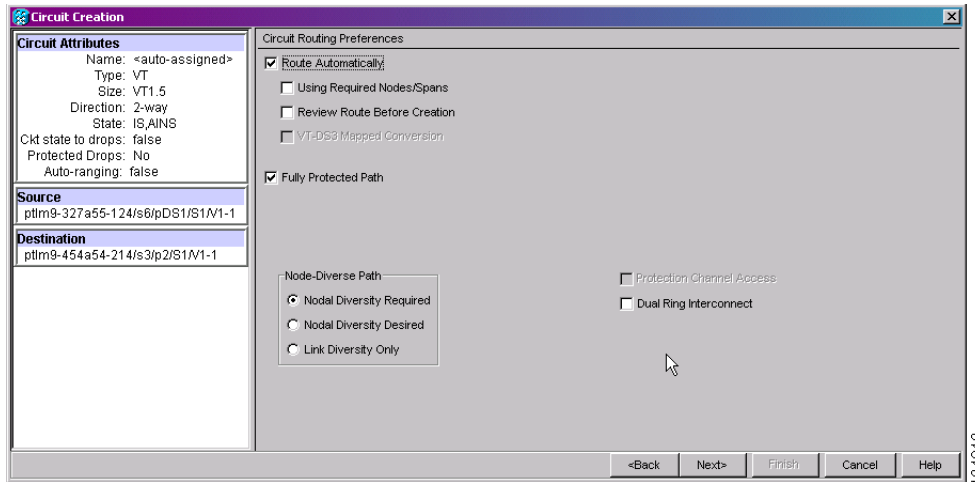 Circuit Creation
Circuit Attributes
Name: <auto-assigned>
Type: VT
Size: VT1.5
Direction: 2-way
State: IS,AINS
Ckt state to drops: false
Protected Drops: No
Auto-ranging: false
Source
ptlm9-327a55-124/s6/pDS1/S1/V1-1
Destination
ptlm9-454a54-214/s3/p2/S1/V1-1
Circuit Routing Preferences
Route Automatically
Using Required Nodes/Spans
Review Route Before Creation
VT-DS3 Mapped Conversion
Fully Protected Path
Node-Diverse Path
Nodal Diversity Required
Nodal Diversity Desired
Link Diversity Only
Protection Channel Access
Dual Ring Interconnect
<Back
Next>
Finish
Cancel
Help